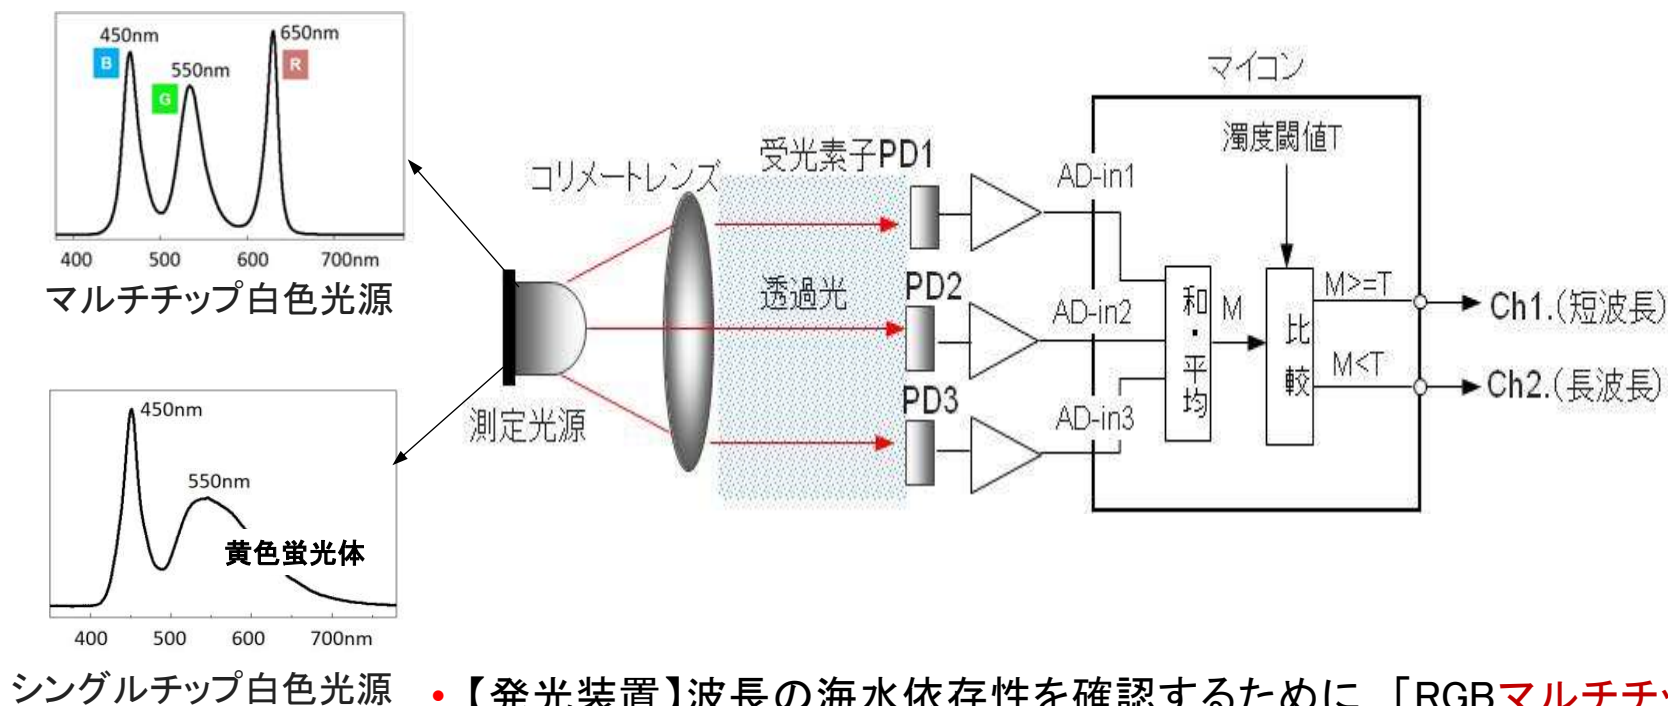 450nm
B
650nm
R
550nm
G
400 500 600 700nm
マルチチップ白色光源
450nm
550nm
黄色蛍光体
400 500 600 700nm
シングルチップ白色光源
測定光源
コリメートレンズ
透過光
受光素子PD1
PD2
PD3
AD-in1
AD-in2
AD-in3
マイコン
濁度閾値T
和・平均
M
比較
M>=T
M<T
Ch1.(短波長)
Ch2.(長波長)
•【発光装置】波長の海水依存性を確認するために、「RGBマルチチッ